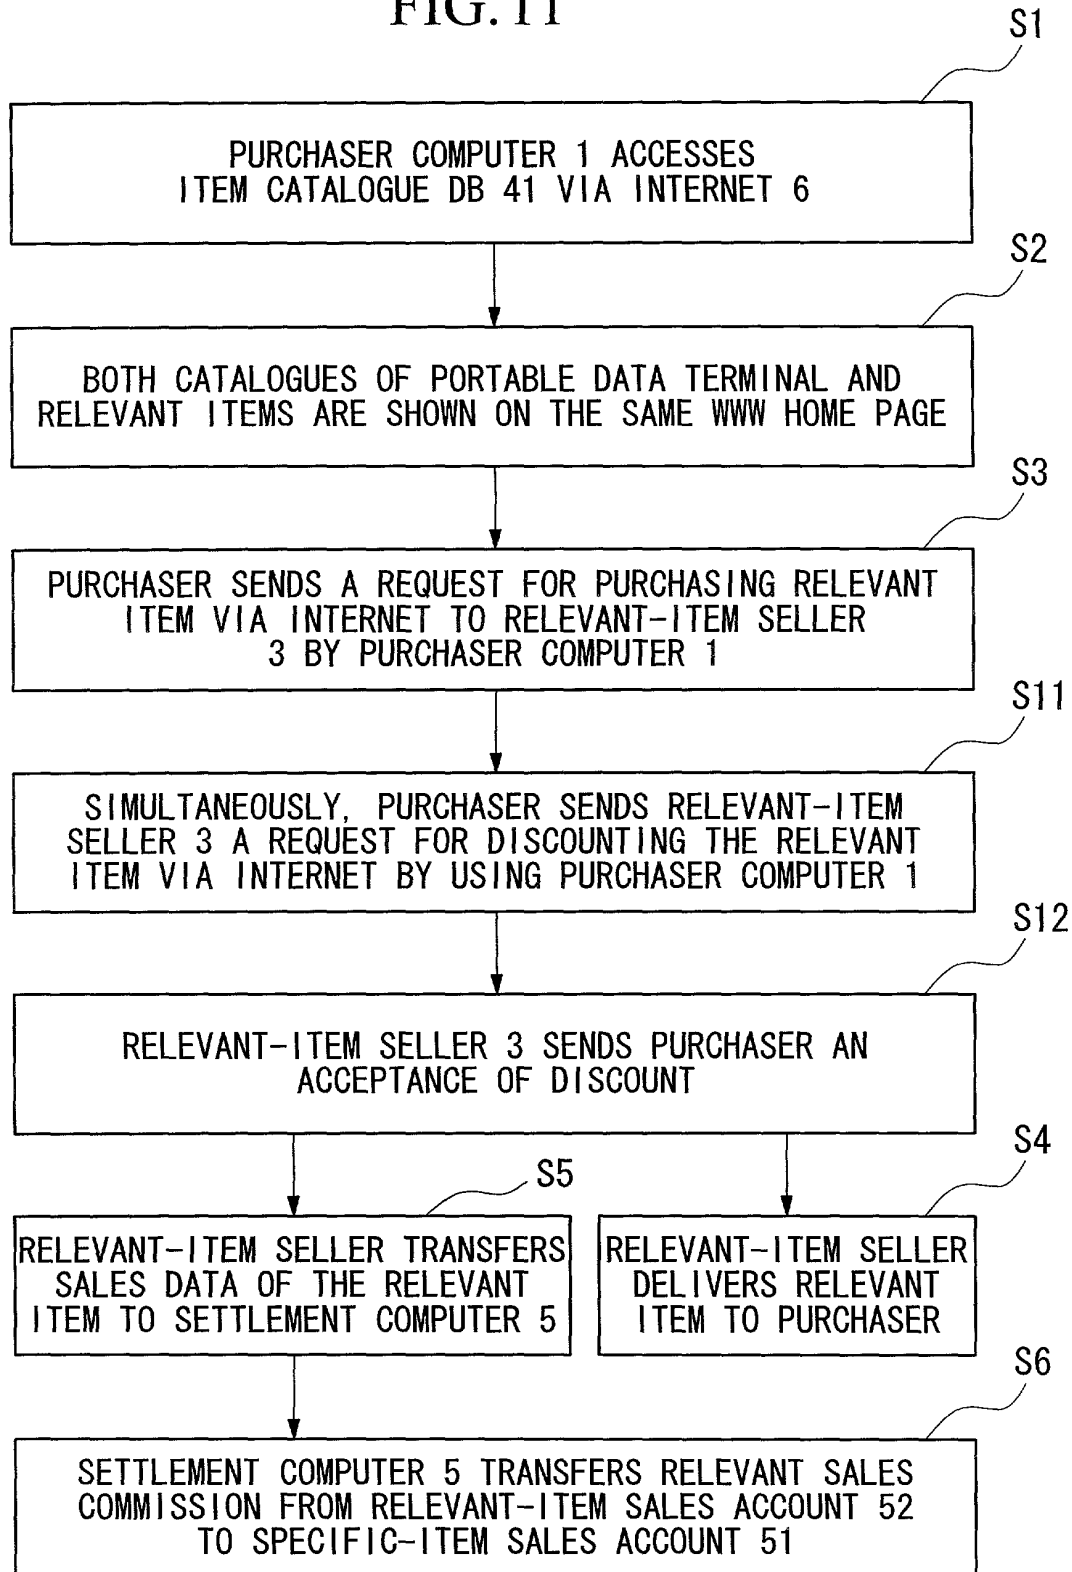 FIG. 11
S1
PURCHASER COMPUTER 1 ACCESSES
ITEM CATALOGUE DB 41 VIA INTERNET 6
S2
BOTH CATALOGUES OF PORTABLE DATA TERMINAL AND
RELEVANT ITEMS ARE SHOWN ON THE SAME WWW HOME PAGE
S3
PURCHASER SENDS A REQUEST FOR PURCHASING RELEVANT
ITEM VIA INTERNET TO RELEVANT-ITEM SELLER
3 BY PURCHASER COMPUTER 1
S11
SIMULTANEOUSLY, PURCHASER SENDS RELEVANT-ITEM
SELLER 3 A REQUEST FOR DISCOUNTING THE RELEVANT
ITEM VIA INTERNET BY USING PURCHASER COMPUTER 1
S12
RELEVANT-ITEM SELLER 3 SENDS PURCHASER AN
ACCEPTANCE OF DISCOUNT
S5
RELEVANT-ITEM SELLER TRANSFERS
SALES DATA OF THE RELEVANT
ITEM TO SETTLEMENT COMPUTER 5
S4
RELEVANT-ITEM SELLER
DELIVERS RELEVANT
ITEM TO PURCHASER
S6
SETTLEMENT COMPUTER 5 TRANSFERS RELEVANT SALES
COMMISSION FROM RELEVANT-ITEM SALES ACCOUNT 52
TO SPECIFIC-ITEM SALES ACCOUNT 51